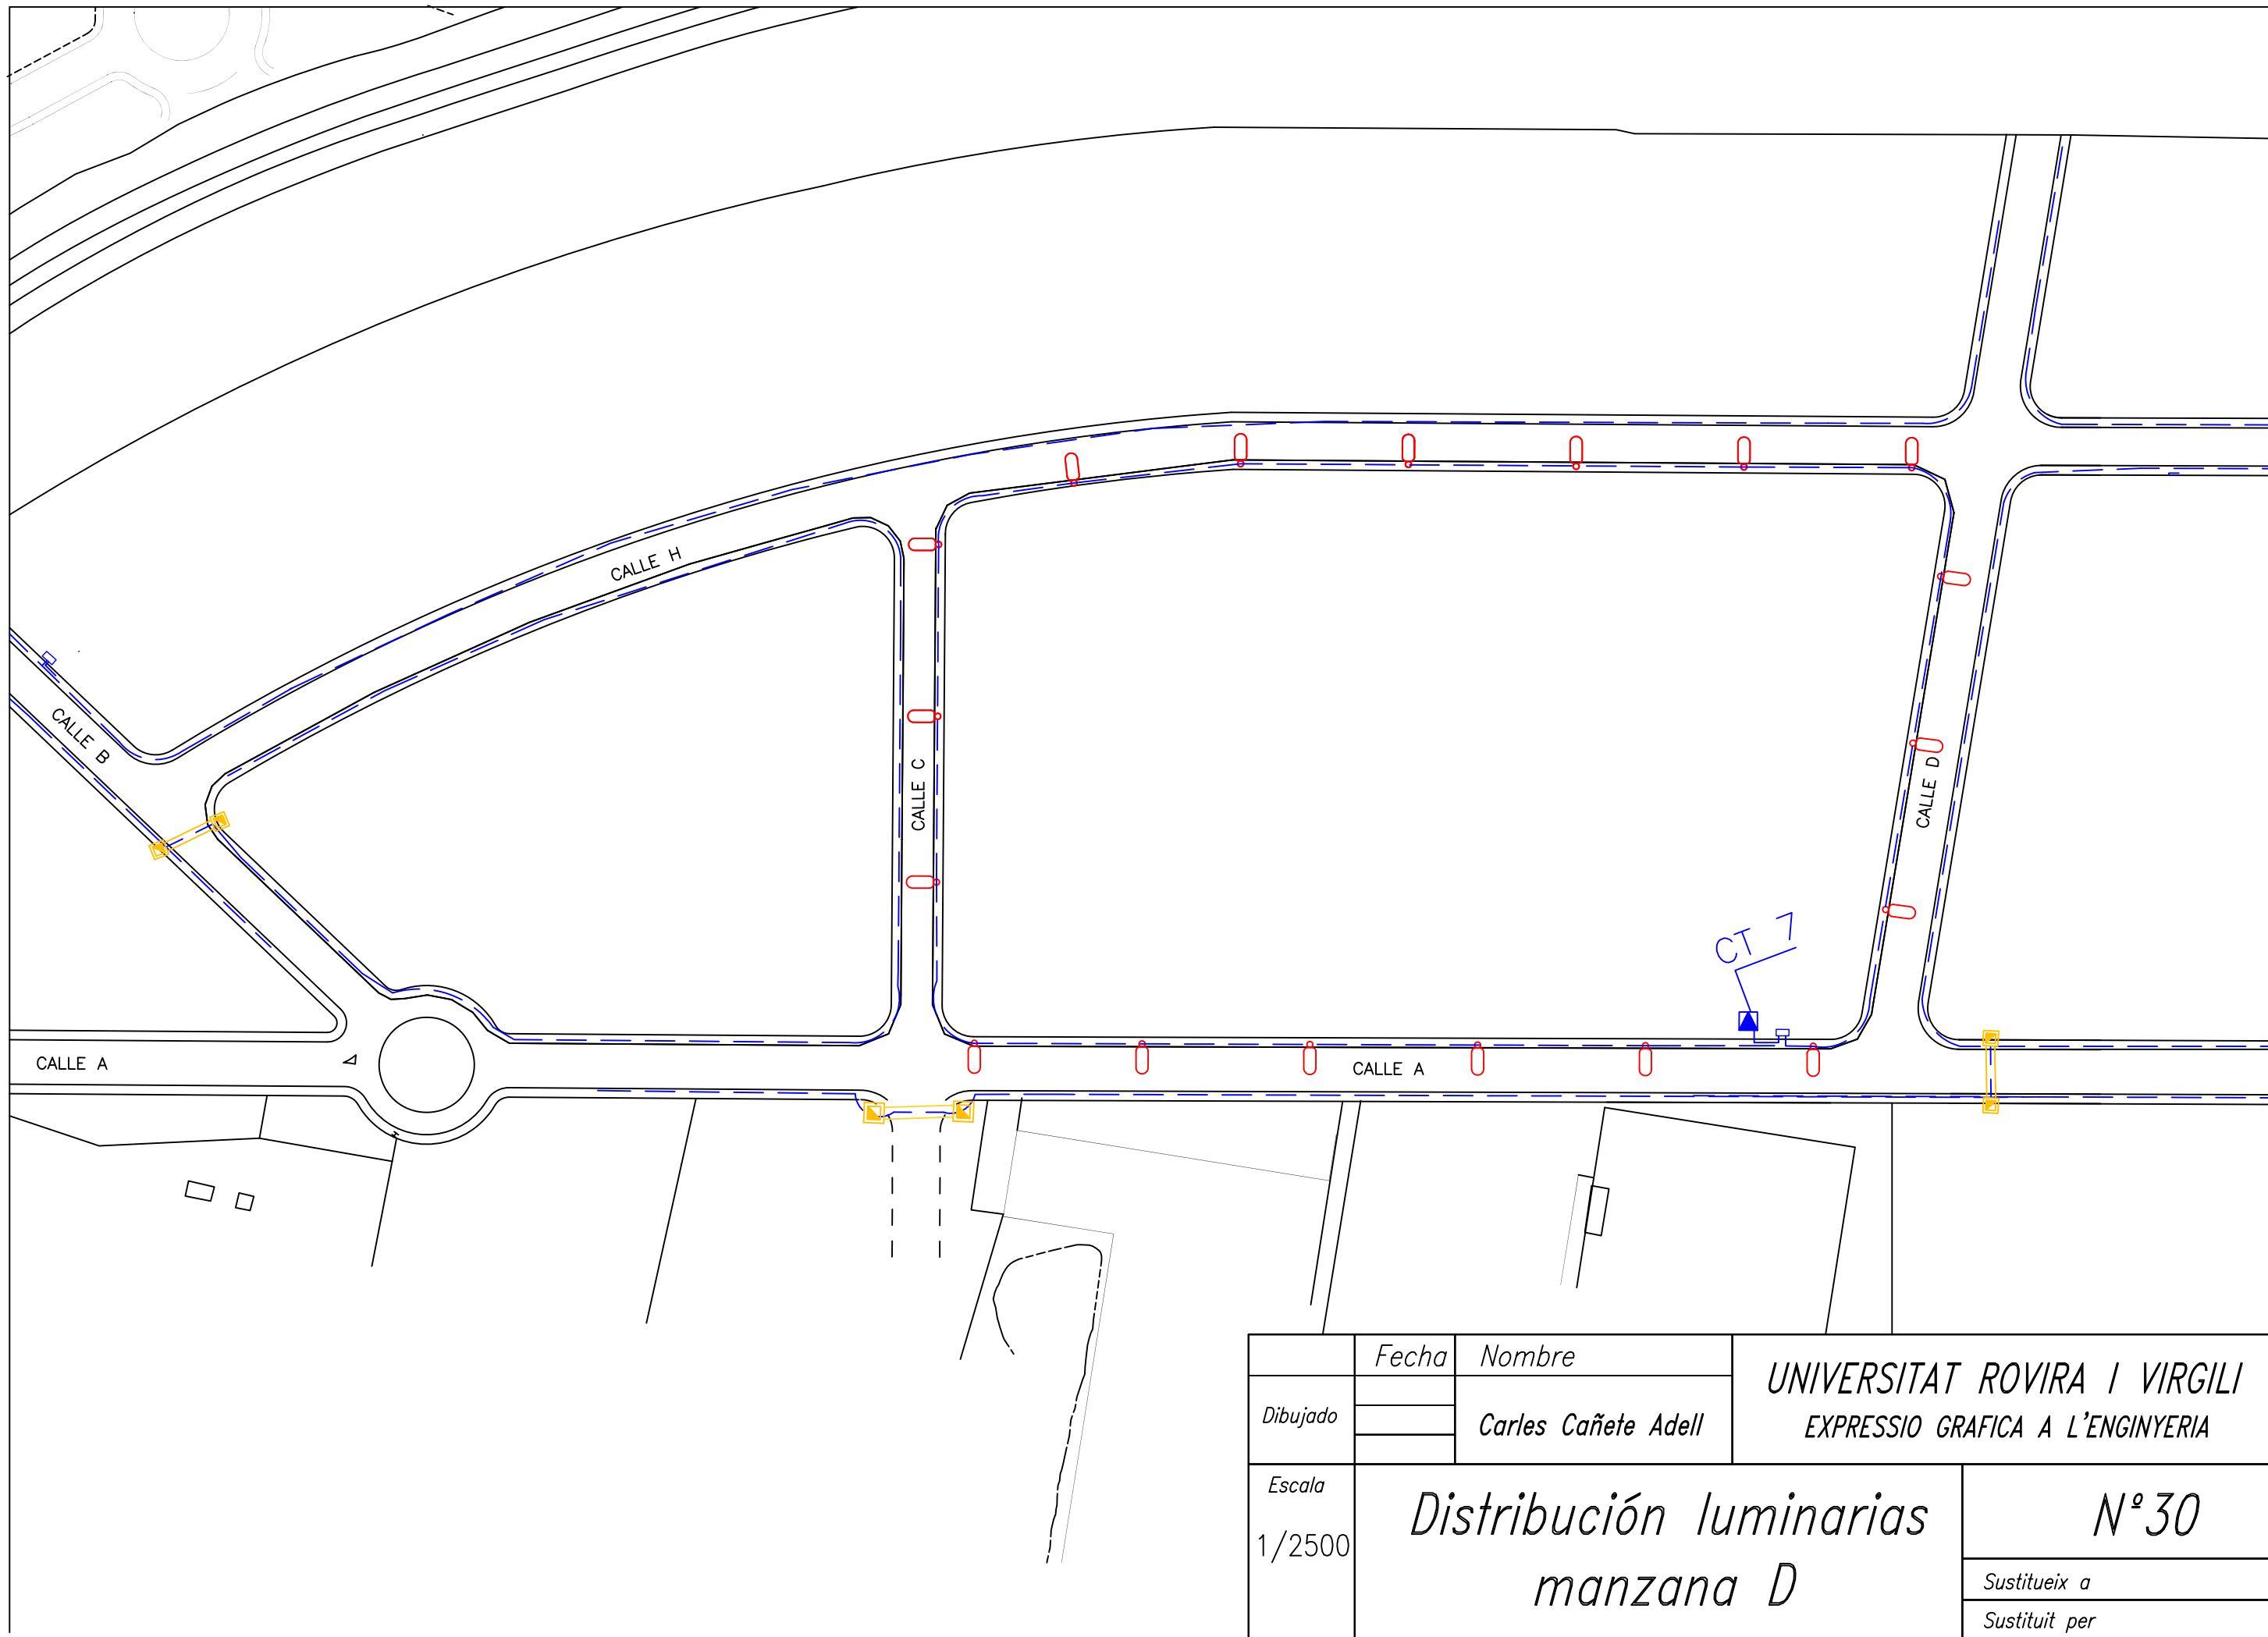 CALLE H
CALLE B
CALLE C
CALLE D
CT 7
CALLE A
CALLE A
Fecha Nombre
UNIVERSITAT ROVIRA I VIRGILI
Dibujado Carles Cañete Adell
EXPRESSIO GRAFICA A L'ENGINYERIA
Escala
1/2500
Distribución luminarias
manzana D
Nº30
Sustitueix a
Sustituit per